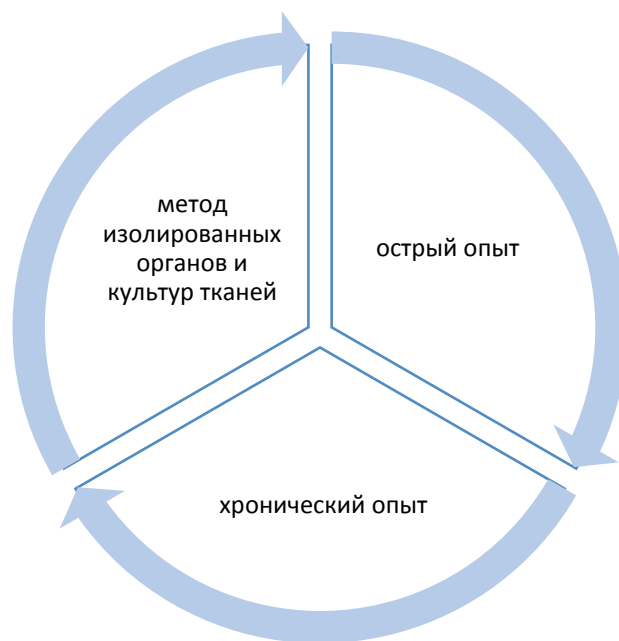 метод
изолированных
органов и
культур тканей
острый опыт
хронический опыт